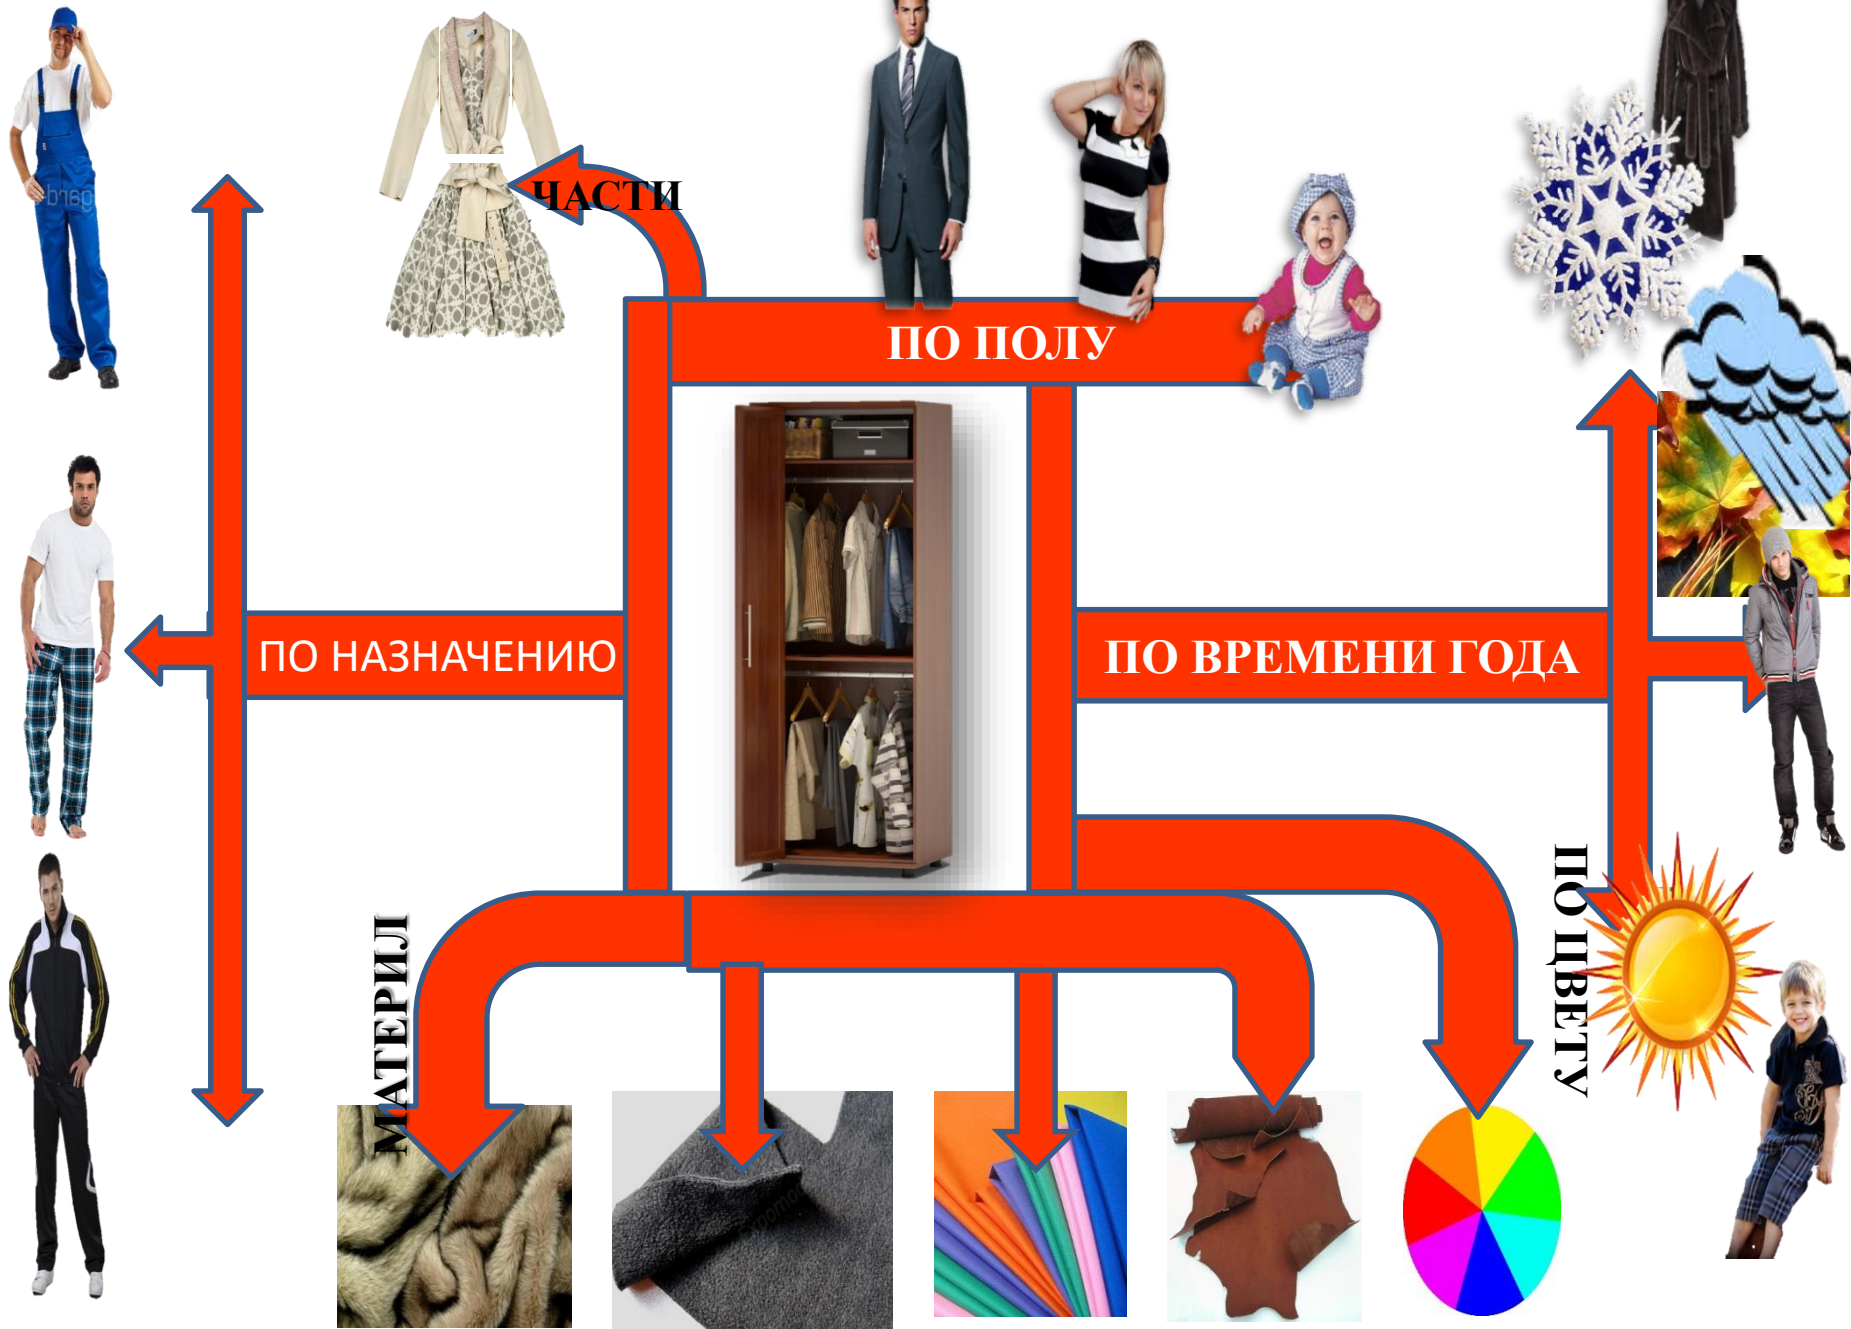 ЧАСТИ
ПО ПОЛУ
ПО НАЗНАЧЕНИЮ
ПО ВРЕМЕНИ ГОДА
МАТЕРИЛ
ПО ЦВЕТУ